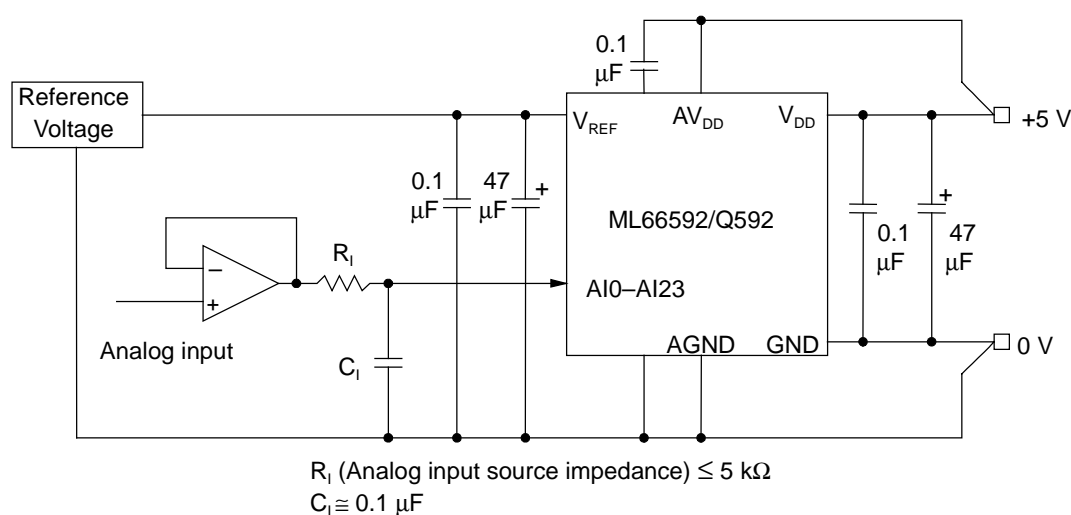 0.1
μF
Reference
Voltage
V_REF
AV_DD
V_DD
+5 V
0.1
μF
47
μF
+
ML66592/Q592
+
0.1
μF
47
μF
R_I
–
+
AI0–AI23
Analog input
C_I
AGND
GND
0 V
R_I (Analog input source impedance) ≤ 5 kΩ
C_I ≅ 0.1 μF